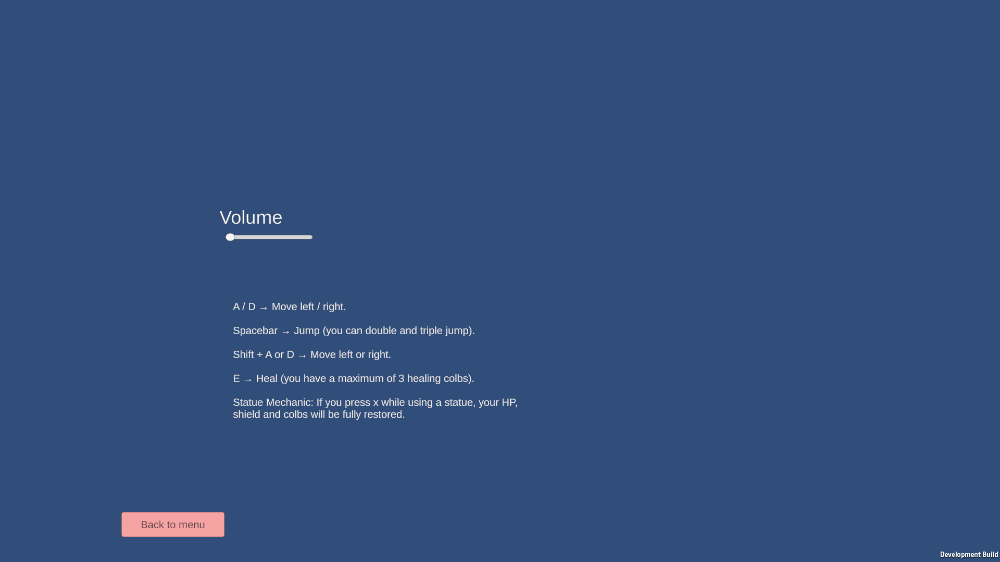 Volume
A / D → Move left / right.
Spacebar → Jump (you can double and triple jump).
Shift + A or D → Move left or right.
E → Heal (you have a maximum of 3 healing colbs).
Statue Mechanic: If you press x while using a statue, your HP,
shield and colbs will be fully restored.
Back to menu
Development Build